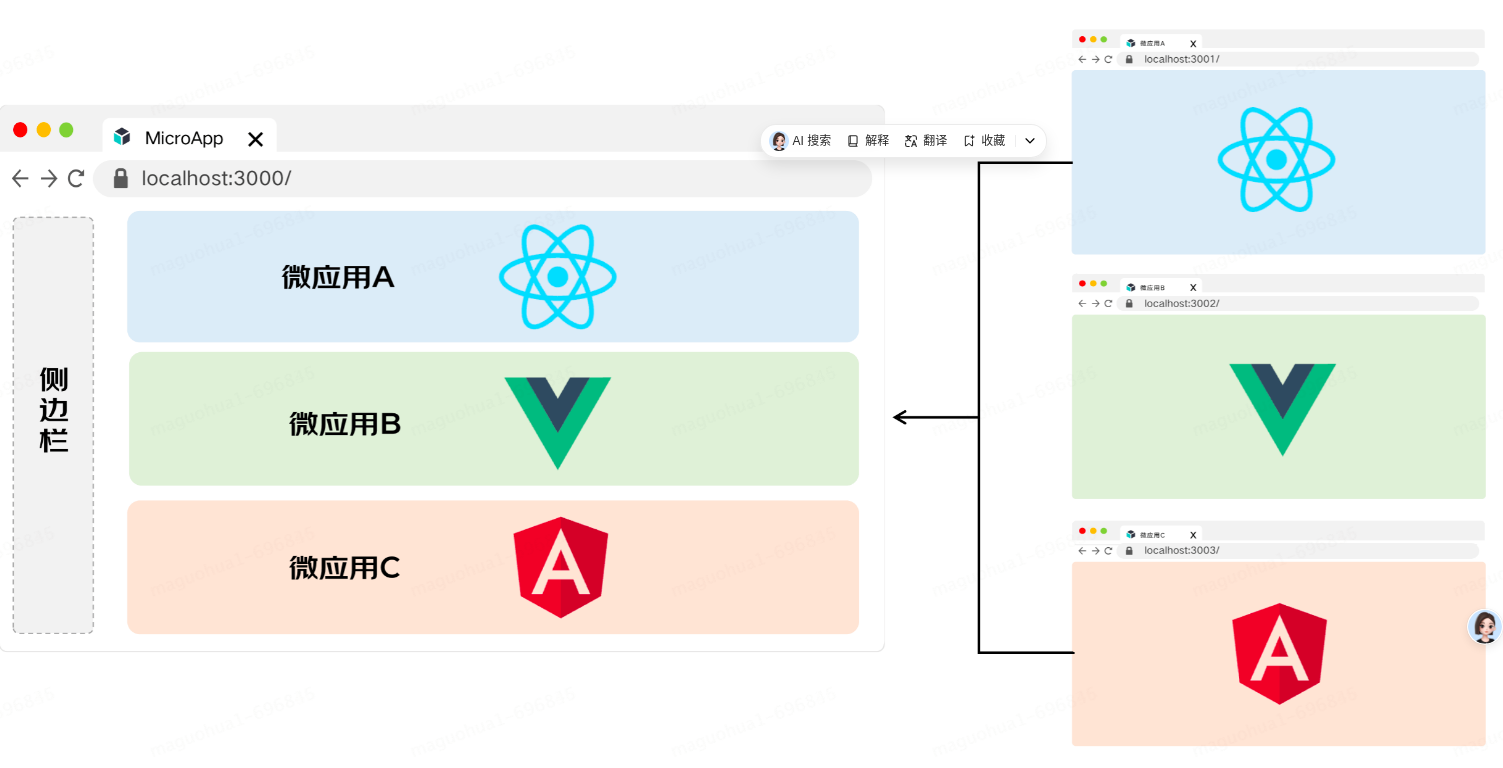 MicroApp
localhost:3000/
侧
边
栏
微应用A
微应用B
微应用C
AI 搜索 解释 翻译 收藏
微应用A
localhost:3001/
微应用B
localhost:3002/
微应用C
localhost:3003/